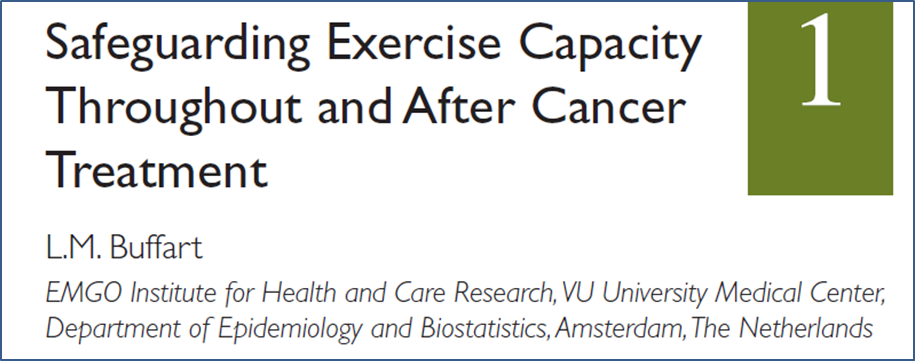 Safeguarding Exercise Capacity
Throughout and After Cancer
Treatment
1
L.M. Buffart
EMGO Institute for Health and Care Research, VU University Medical Center,
Department of Epidemiology and Biostatistics, Amsterdam, The Netherlands